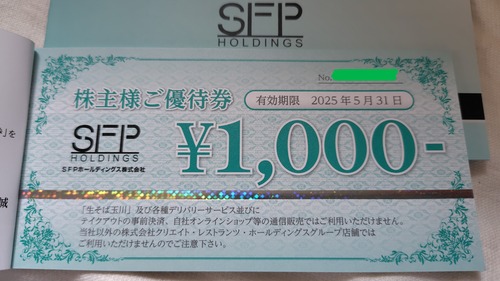 SFP
HOLDINGS
No.
株主様ご優待券
有効期限 2025年5月31日
SFP
HOLDINGS
SFPホールディングス株式会社
¥1,000-
「生そば玉川」及び各種デリバリーサービス並びに
テイクアウトの事前決済、自社オンラインショップ等の通信販売ではご利用いただけません。
当社以外の株式会社クリエイト・レストランツ・ホールディングスグループ店舗では
ご利用いただけませんのでご注意下さい。